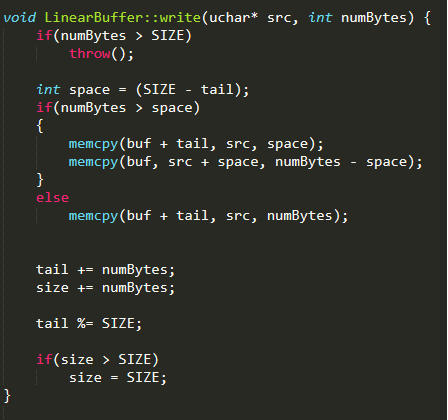 void LinearBuffer::write(uchar* src, int numBytes) {
if(numBytes > SIZE)
throw();
int space = (SIZE - tail);
if(numBytes > space)
{
memcpy(buf + tail, src, space);
memcpy(buf, src + space, numBytes - space);
}
else
memcpy(buf + tail, src, numBytes);
tail += numBytes;
size += numBytes;
tail %= SIZE;
if(size > SIZE)
size = SIZE;
}